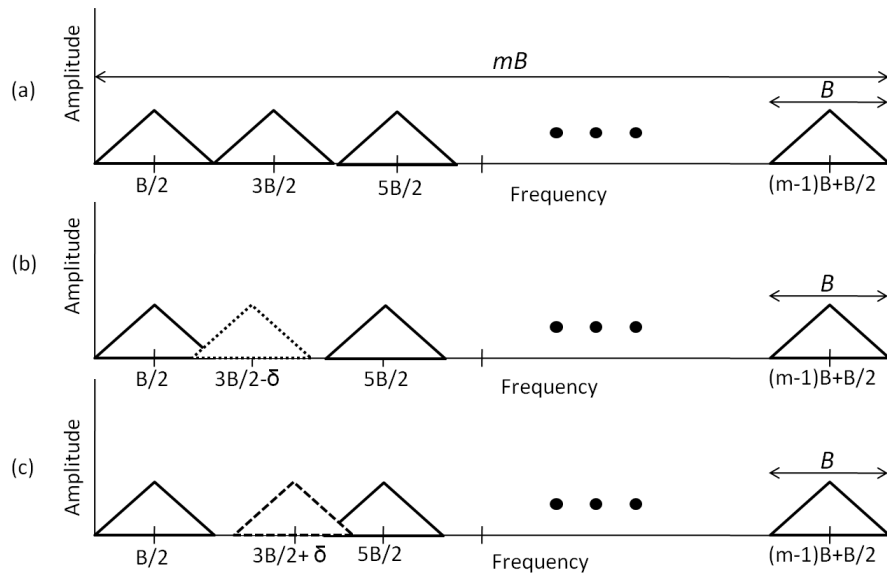 (a)
Amplitude
mB
B
B/2 3B/2 5B/2 (m-1)B+B/2
Frequency
(b)
Amplitude
B
B/2 3B/2-δ 5B/2 (m-1)B+B/2
Frequency
(c)
Amplitude
B
B/2 3B/2+ δ 5B/2 (m-1)B+B/2
Frequency